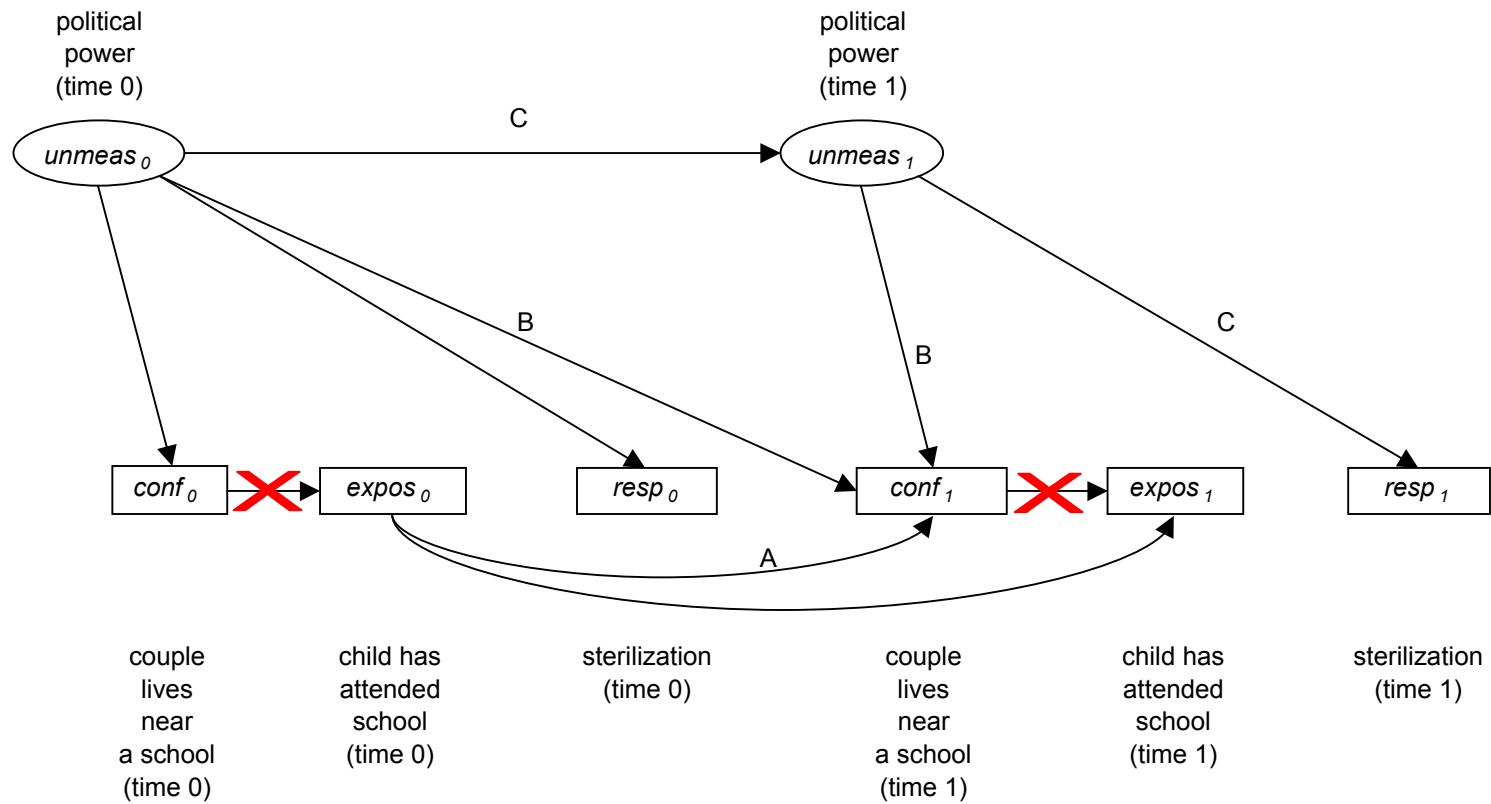 political
power
(time 0)
political
power
(time 1)
C
unmeas 0
unmeas 1
B
B
C
conf 0
expos 0
resp 0
conf 1
expos 1
resp 1
A
couple
lives
near
a school
(time 0)
child has
attended
school
(time 0)
sterilization
(time 0)
couple
lives
near
a school
(time 1)
child has
attended
school
(time 1)
sterilization
(time 1)